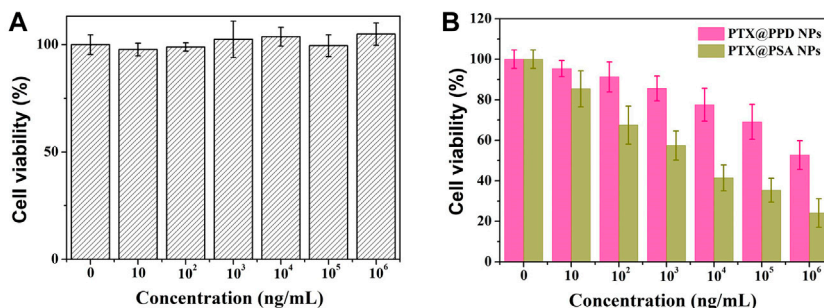 A
Cell viability (%)
100
50
0
0 10 10² 10³ 10⁴ 10⁵ 10⁶
Concentration (ng/mL)
B
Cell viability (%)
120
100
80
60
40
20
0
PTX@PPD NPs
PTX@PSA NPs
0 10 10² 10³ 10⁴ 10⁵ 10⁶
Concentration (ng/mL)